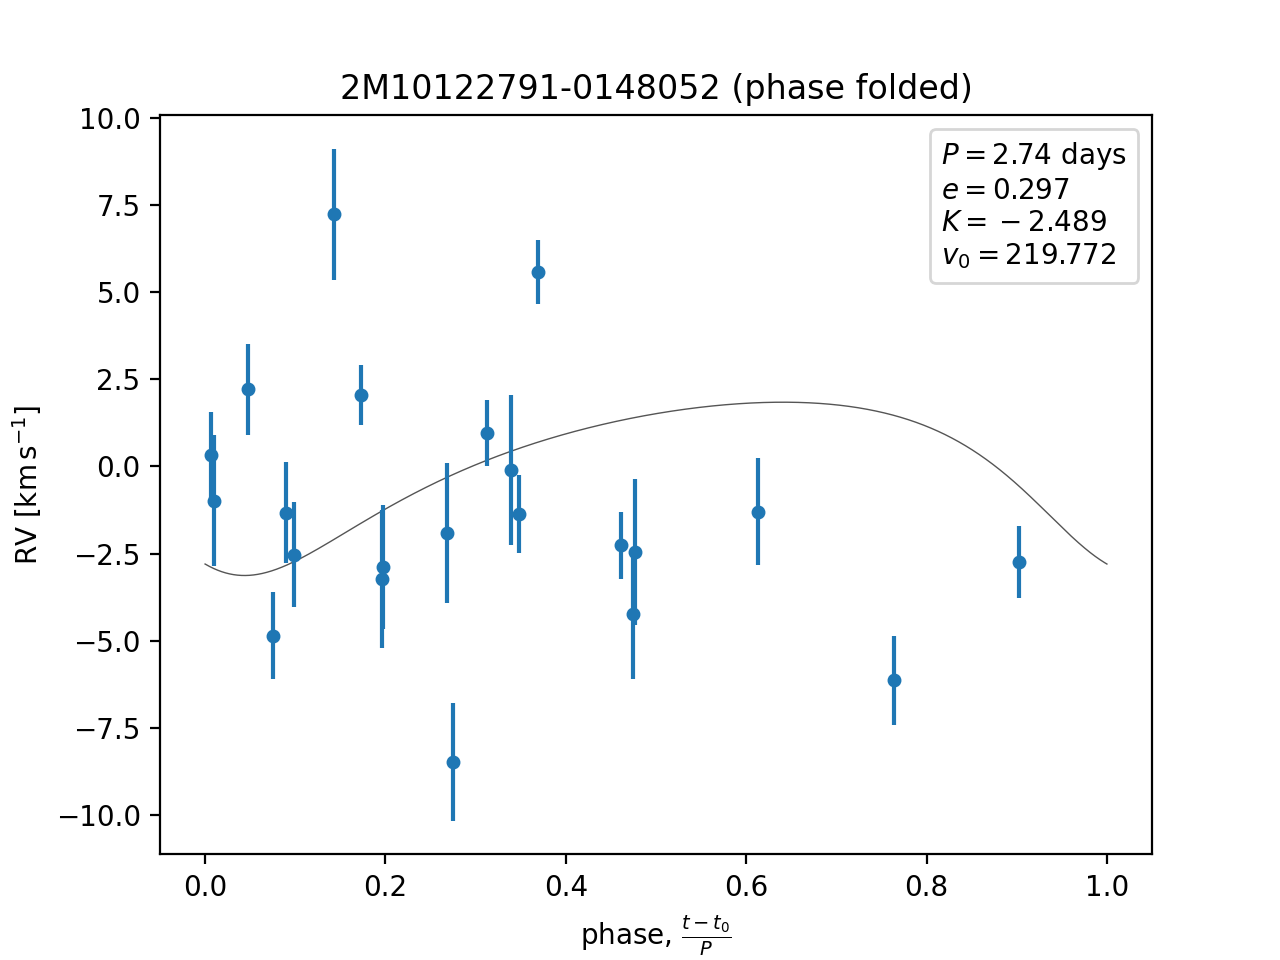 2M10122791-0148052 (phase folded)
P = 2.74 days
e = 0.297
K = −2.489
v₀ = 219.772
10.0
7.5
5.0
2.5
0.0
−2.5
−5.0
−7.5
−10.0
RV [km s⁻¹]
0.0 0.2 0.4 0.6 0.8 1.0
phase, (t − t₀)/P